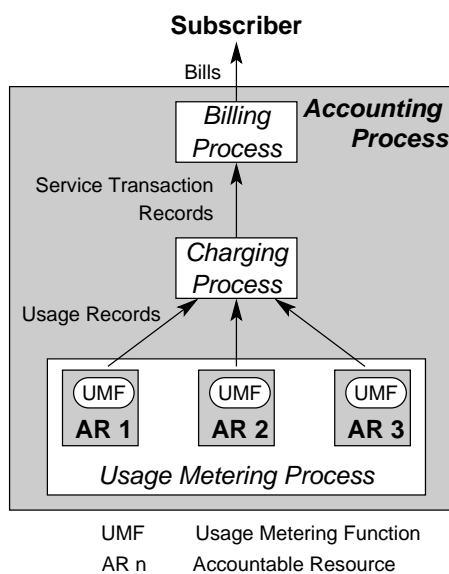 Subscriber
Bills
Accounting
Process
Billing
Process
Service Transaction
Records
Charging
Process
Usage Records
UMF
UMF
UMF
AR 1
AR 2
AR 3
Usage Metering Process
UMF Usage Metering Function
AR n Accountable Resource